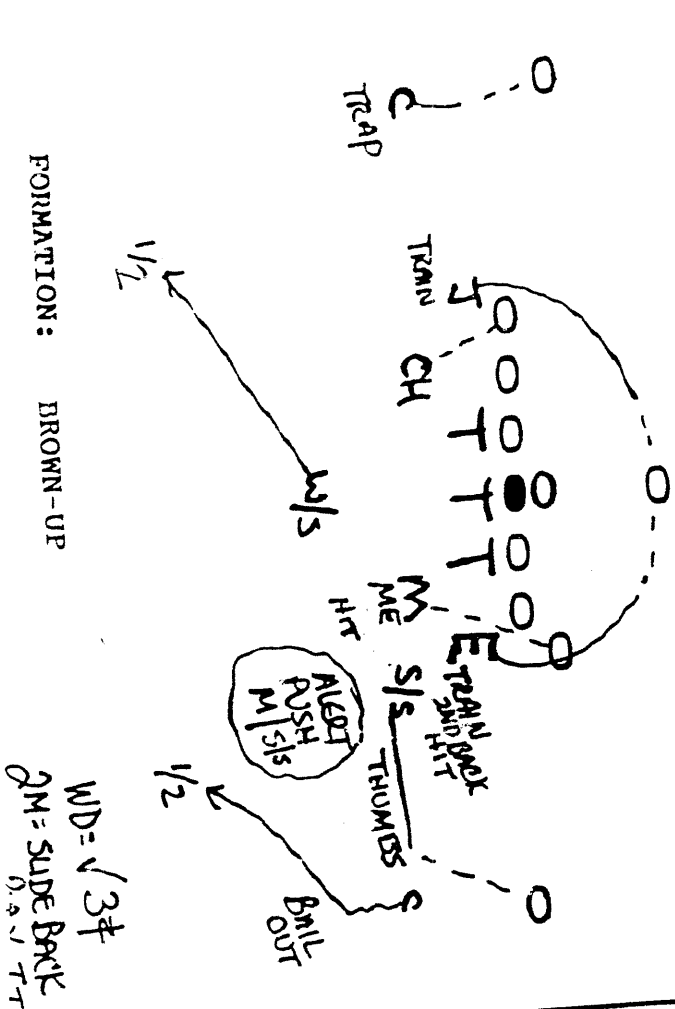 T T T
E
TRAIN
2ND BACK
HIT
J
TRAIN
CH
M
ME
HIT
S/S
THUMBS
C
TRAP
C
BAIL
OUT
W/S
ALERT
PUSH
M/S/S
1/2
1/2
FORMATION: BROWN-UP
WD=√3≠
2M=SLIDE BACK